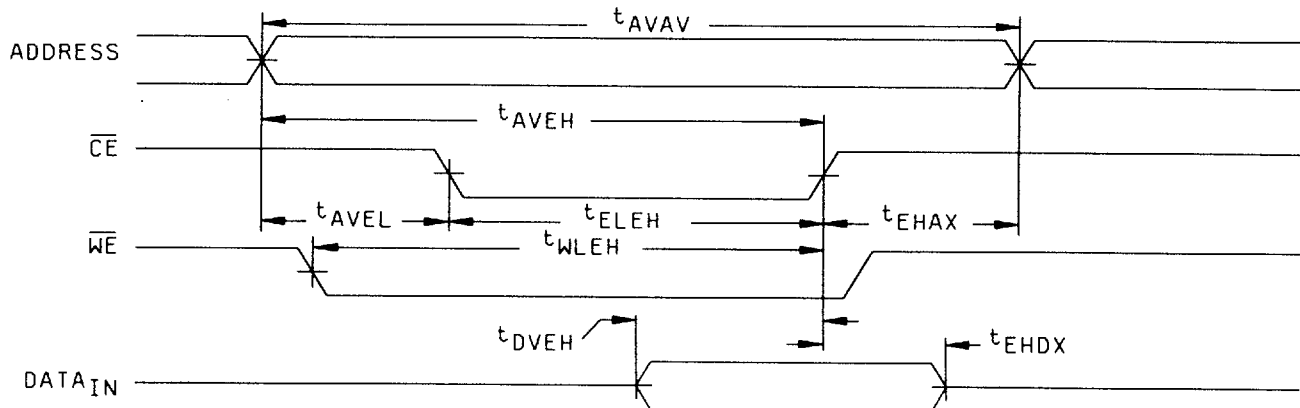 tAVAV
ADDRESS
tAVEH
CE
tAVEL
tELEH
tEHAX
WE
tWLEH
tDVEH
tEHDX
DATAIN